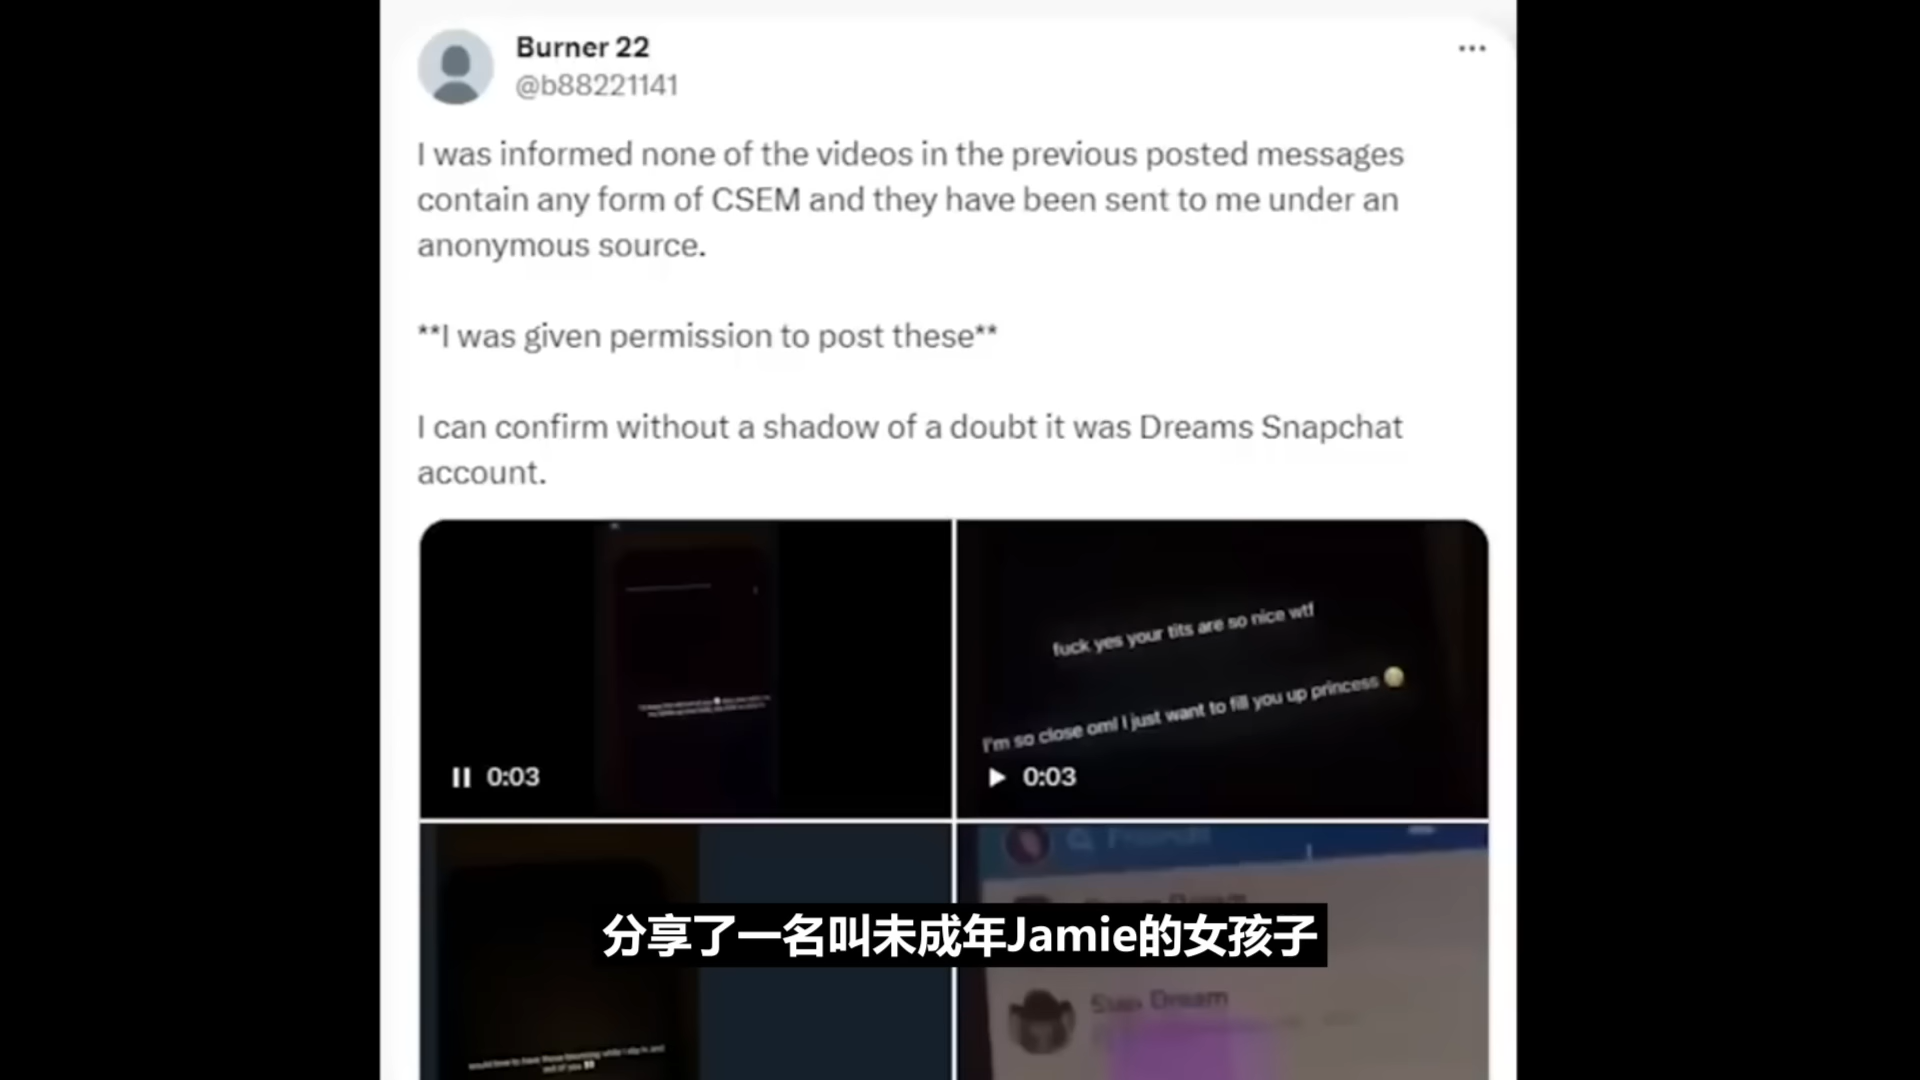 Burner 22
@b88221141
I was informed none of the videos in the previous posted messages
contain any form of CSEM and they have been sent to me under an
anonymous source.
**I was given permission to post these**
I can confirm without a shadow of a doubt it was Dreams Snapchat
account.
fuck yes your tits are so nice wtf
I'm so close oml I just want to fill you up princess
0:03
0:03
Dream
分享了一名叫未成年Jamie的女孩子